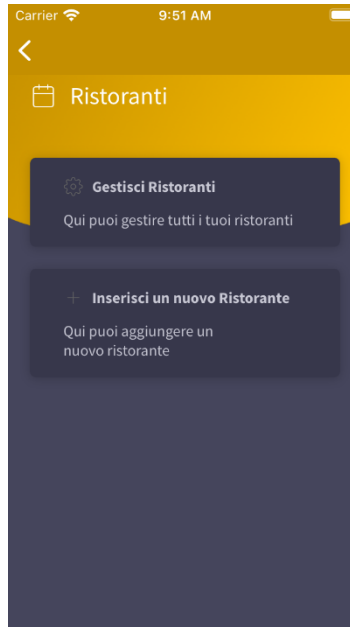 Carrier 9:51 AM
Ristoranti
Gestisci Ristoranti
Qui puoi gestire tutti i tuoi ristoranti
Inserisci un nuovo Ristorante
Qui puoi aggiungere un
nuovo ristorante